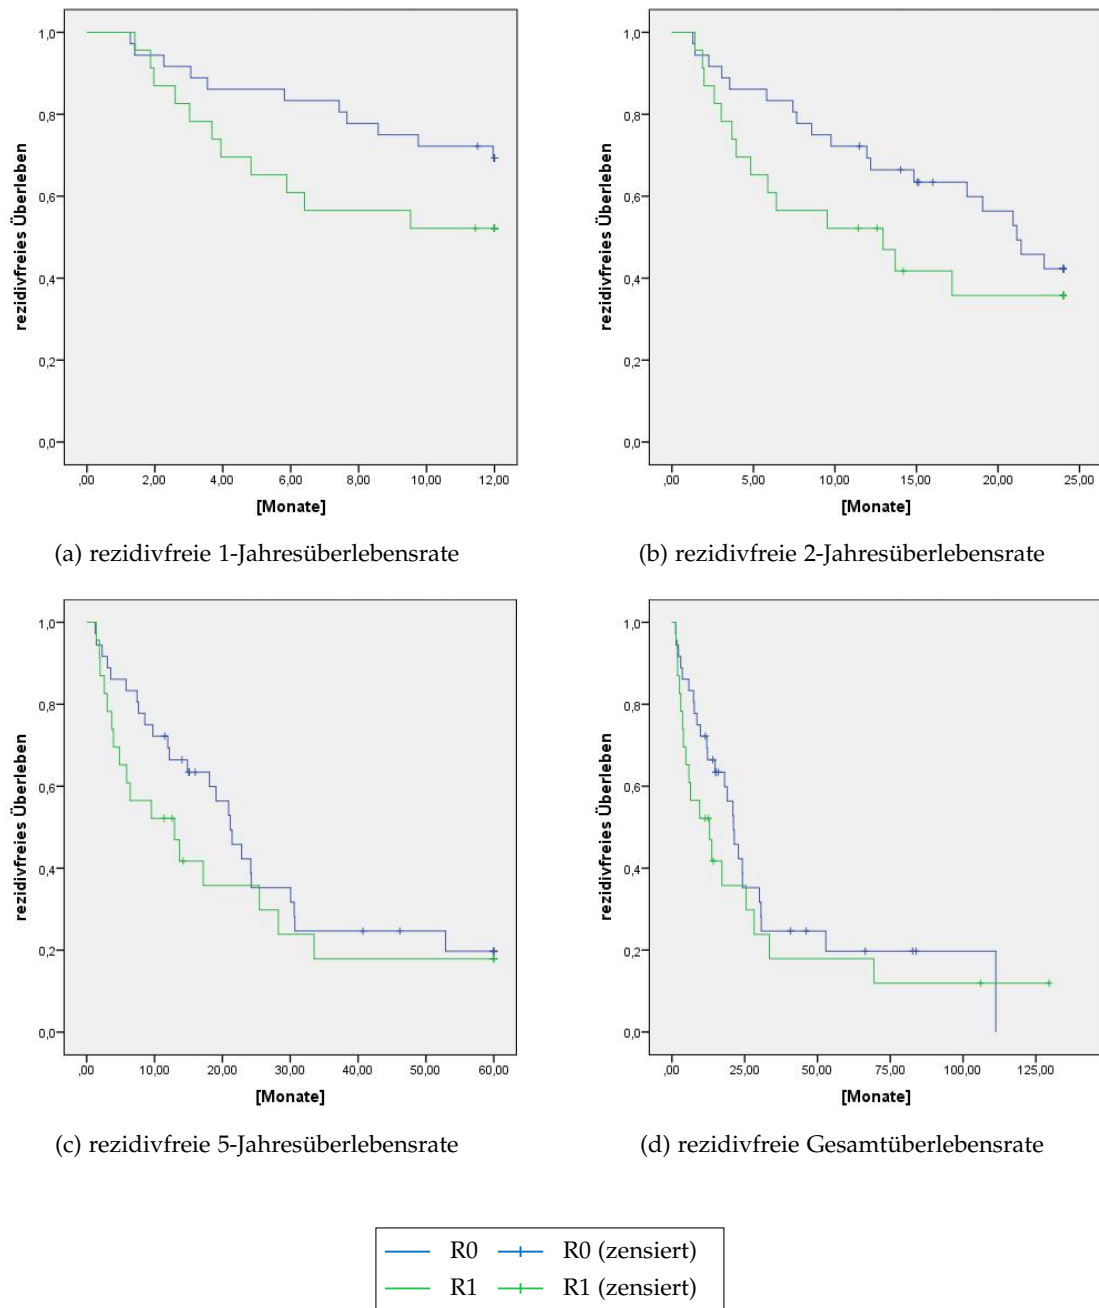 1,0
0,8
0,6
0,4
0,2
0,0
rezidivfreies Überleben
,00 2,00 4,00 6,00 8,00 10,00 12,00
[Monate]
(a) rezidivfreie 1-Jahresüberlebensrate
1,0
0,8
0,6
0,4
0,2
0,0
rezidivfreies Überleben
,00 5,00 10,00 15,00 20,00 25,00
[Monate]
(b) rezidivfreie 2-Jahresüberlebensrate
1,0
0,8
0,6
0,4
0,2
0,0
rezidivfreies Überleben
,00 10,00 20,00 30,00 40,00 50,00 60,00
[Monate]
(c) rezidivfreie 5-Jahresüberlebensrate
1,0
0,8
0,6
0,4
0,2
0,0
rezidivfreies Überleben
,00 25,00 50,00 75,00 100,00 125,00
[Monate]
(d) rezidivfreie Gesamtüberlebensrate
R0 R0 (zensiert)
R1 R1 (zensiert)